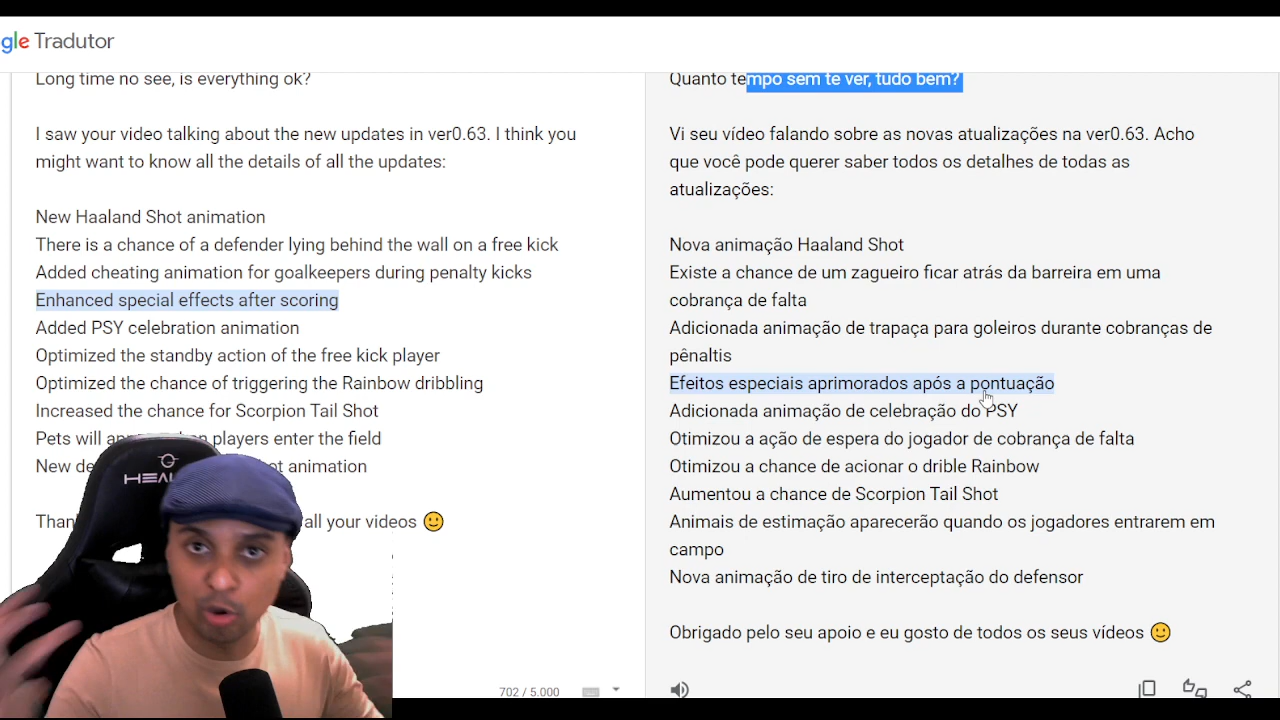 gle Tradutor
Long time no see, is everything ok?
I saw your video talking about the new updates in ver0.63. I think you
might want to know all the details of all the updates:
New Haaland Shot animation
There is a chance of a defender lying behind the wall on a free kick
Added cheating animation for goalkeepers during penalty kicks
Enhanced special effects after scoring
Added PSY celebration animation
Optimized the standby action of the free kick player
Optimized the chance of triggering the Rainbow dribbling
Increased the chance for Scorpion Tail Shot
Pets will players enter the field
New animation
all your videos 🙂
702 / 5.000
Quanto tempo sem te ver, tudo bem?
Vi seu vídeo falando sobre as novas atualizações na ver0.63. Acho
que você pode querer saber todos os detalhes de todas as
atualizações:
Nova animação Haaland Shot
Existe a chance de um zagueiro ficar atrás da barreira em uma
cobrança de falta
Adicionada animação de trapaça para goleiros durante cobranças de
pênaltis
Efeitos especiais aprimorados após a pontuação
Adicionada animação de celebração do PSY
Otimizou a ação de espera do jogador de cobrança de falta
Otimizou a chance de acionar o drible Rainbow
Aumentou a chance de Scorpion Tail Shot
Animais de estimação aparecerão quando os jogadores entrarem em
campo
Nova animação de tiro de interceptação do defensor
Obrigado pelo seu apoio e eu gosto de todos os seus vídeos 🙂